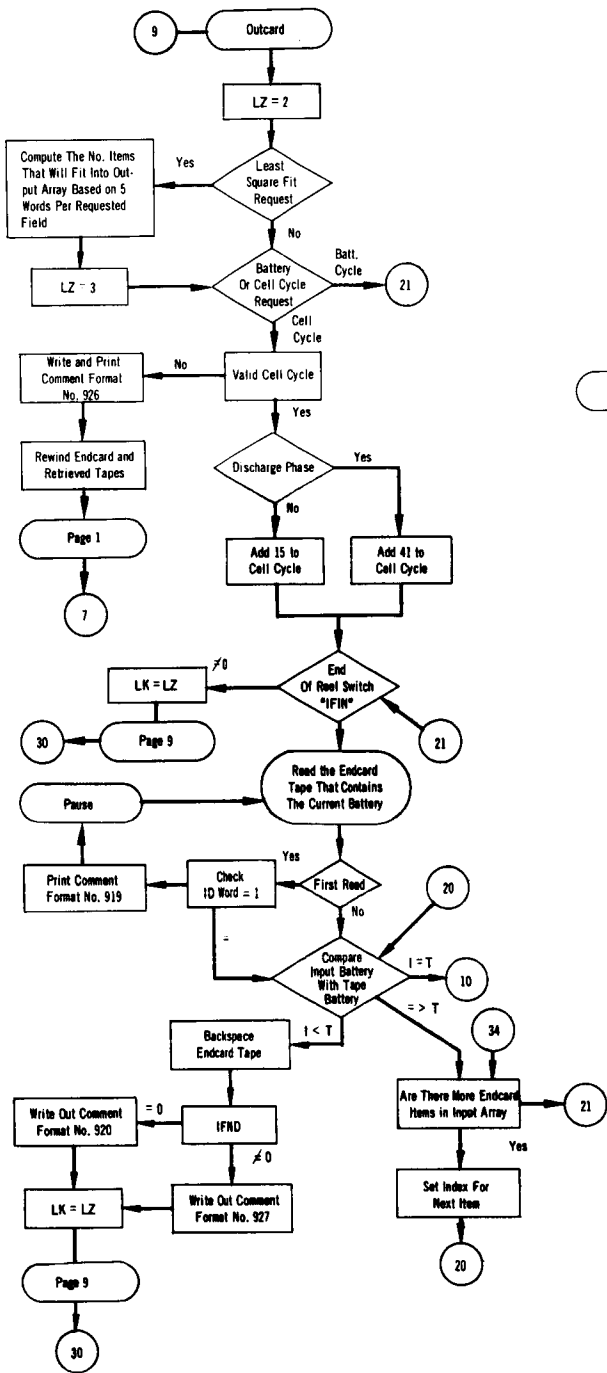 9
Outcard
LZ = 2
Compute The No. Items
That Will Fit Into Out-
put Array Based on 5
Words Per Requested
Field
Yes
Least
Square Fit
Request
No
LZ = 3
Battery
Or Cell Cycle
Request
Batt.
Cycle
21
Cell
Cycle
Write and Print
Comment Format
No. 926
No
Valid Cell Cycle
Yes
Rewind Endcard and
Retrieved Tapes
Discharge Phase
Yes
No
Page 1
Add 15 to
Cell Cycle
Add 41 to
Cell Cycle
7
LK = LZ
≠0
End
Of Reel Switch
"IFIN"
30
Page 9
21
Read the Endcard
Tape That Contains
The Current Battery
Pause
Print Comment
Format No. 919
Check
ID Word = 1
Yes
First Read
No
20
=
Compare
Input Battery
With Tape
Battery
I = T
10
= > T
I < T
Backspace
Endcard Tape
34
Are There More Endcard
Items in Input Array
21
Write Out Comment
Format No. 920
= 0
IFND
≠ 0
Yes
LK = LZ
Write Out Comment
Format No. 927
Set Index For
Next Item
Page 9
20
30